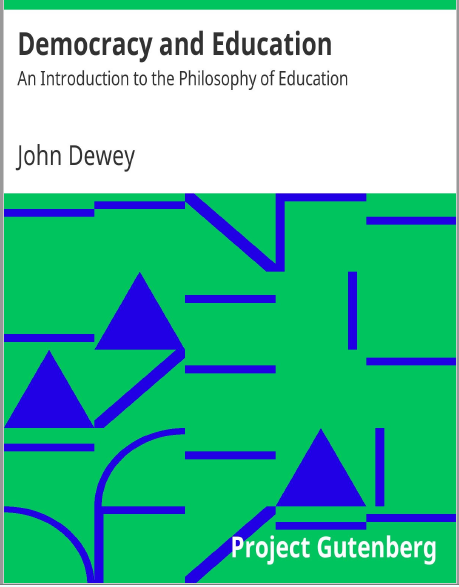 Democracy and Education
An Introduction to the Philosophy of Education
John Dewey
Project Gutenberg